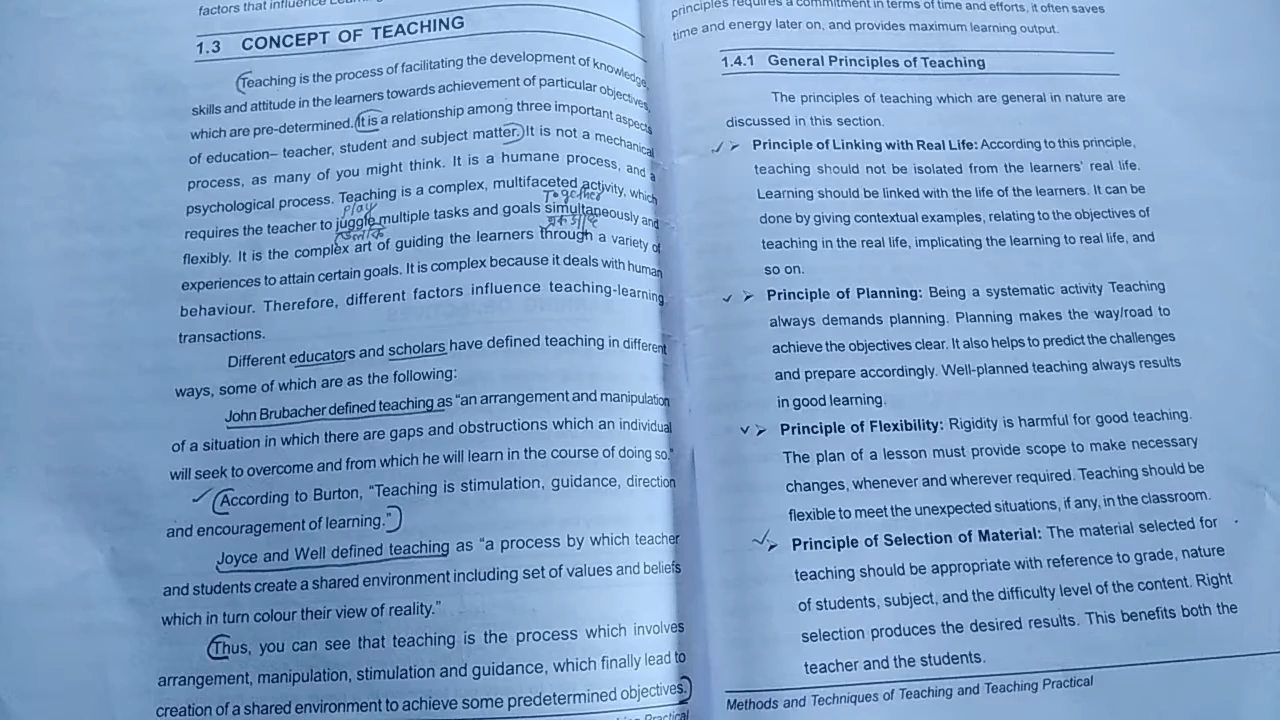 factors that influence
1.3 CONCEPT OF TEACHING
Teaching is the process of facilitating the development of knowledge,
skills and attitude in the learners towards achievement of particular objectives,
which are pre-determined. It is a relationship among three important aspects
of education– teacher, student and subject matter. It is not a mechanical
process, as many of you might think. It is a humane process, and a
psychological process. Teaching is a complex, multifaceted activity, which
play Together
requires the teacher to juggle multiple tasks and goals simultaneously and
flexibly. It is the complex art of guiding the learners through a variety of
experiences to attain certain goals. It is complex because it deals with human
behaviour. Therefore, different factors influence teaching-learning
transactions.
Different educators and scholars have defined teaching in different
ways, some of which are as the following:
John Brubacher defined teaching as “an arrangement and manipulation
of a situation in which there are gaps and obstructions which an individual
will seek to overcome and from which he will learn in the course of doing so.”
According to Burton, “Teaching is stimulation, guidance, direction
and encouragement of learning.”
Joyce and Well defined teaching as “a process by which teacher
and students create a shared environment including set of values and beliefs
which in turn colour their view of reality.”
Thus, you can see that teaching is the process which involves
arrangement, manipulation, stimulation and guidance, which finally lead to
creation of a shared environment to achieve some predetermined objectives.
Practical
principles requires a commitment in terms of time and efforts, it often saves
time and energy later on, and provides maximum learning output.
1.4.1 General Principles of Teaching
The principles of teaching which are general in nature are
discussed in this section.
➢ Principle of Linking with Real Life: According to this principle,
teaching should not be isolated from the learners’ real life.
Learning should be linked with the life of the learners. It can be
done by giving contextual examples, relating to the objectives of
teaching in the real life, implicating the learning to real life, and
so on.
➢ Principle of Planning: Being a systematic activity Teaching
always demands planning. Planning makes the way/road to
achieve the objectives clear. It also helps to predict the challenges
and prepare accordingly. Well-planned teaching always results
in good learning.
➢ Principle of Flexibility: Rigidity is harmful for good teaching.
The plan of a lesson must provide scope to make necessary
changes, whenever and wherever required. Teaching should be
flexible to meet the unexpected situations, if any, in the classroom.
➢ Principle of Selection of Material: The material selected for
teaching should be appropriate with reference to grade, nature
of students, subject, and the difficulty level of the content. Right
selection produces the desired results. This benefits both the
teacher and the students.
Methods and Techniques of Teaching and Teaching Practical